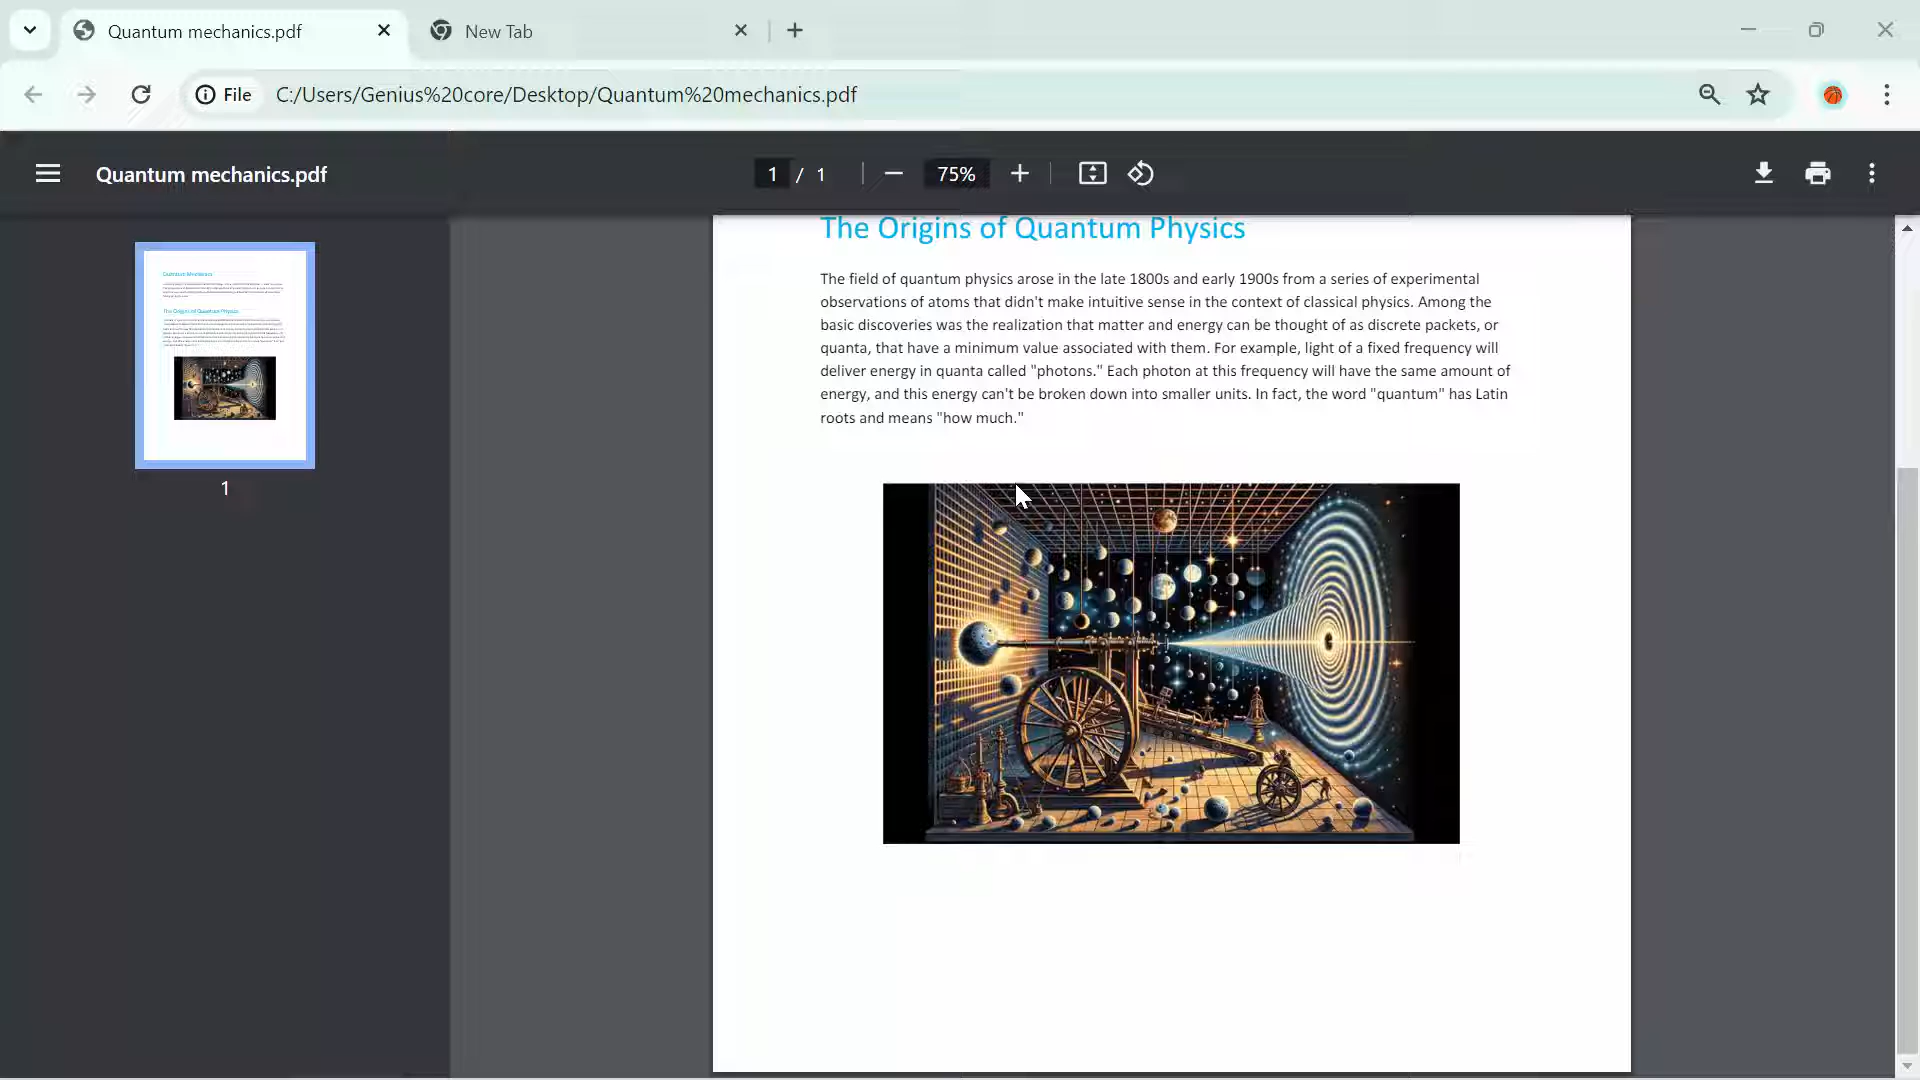 Quantum mechanics.pdf
New Tab
File
C:/Users/Genius%20core/Desktop/Quantum%20mechanics.pdf
Quantum mechanics.pdf
1 / 1
75%
The Origins of Quantum Physics
1
The Origins of Quantum Physics
The field of quantum physics arose in the late 1800s and early 1900s from a series of experimental
observations of atoms that didn't make intuitive sense in the context of classical physics. Among the
basic discoveries was the realization that matter and energy can be thought of as discrete packets, or
quanta, that have a minimum value associated with them. For example, light of a fixed frequency will
deliver energy in quanta called "photons." Each photon at this frequency will have the same amount of
energy, and this energy can't be broken down into smaller units. In fact, the word "quantum" has Latin
roots and means "how much."